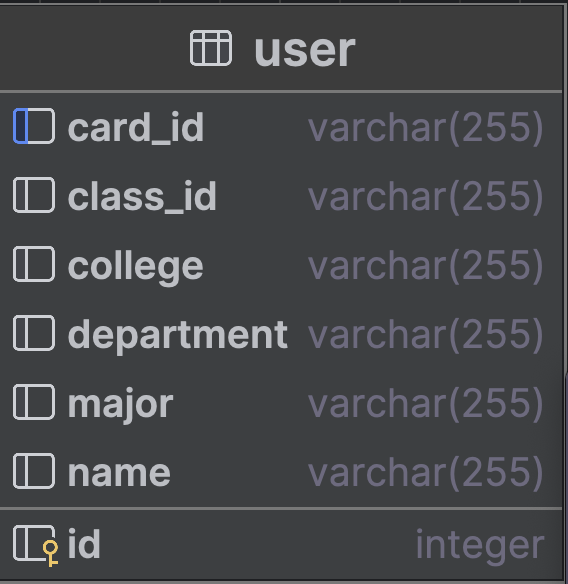 user
card_id varchar(255)
class_id varchar(255)
college varchar(255)
department varchar(255)
major varchar(255)
name varchar(255)
id integer